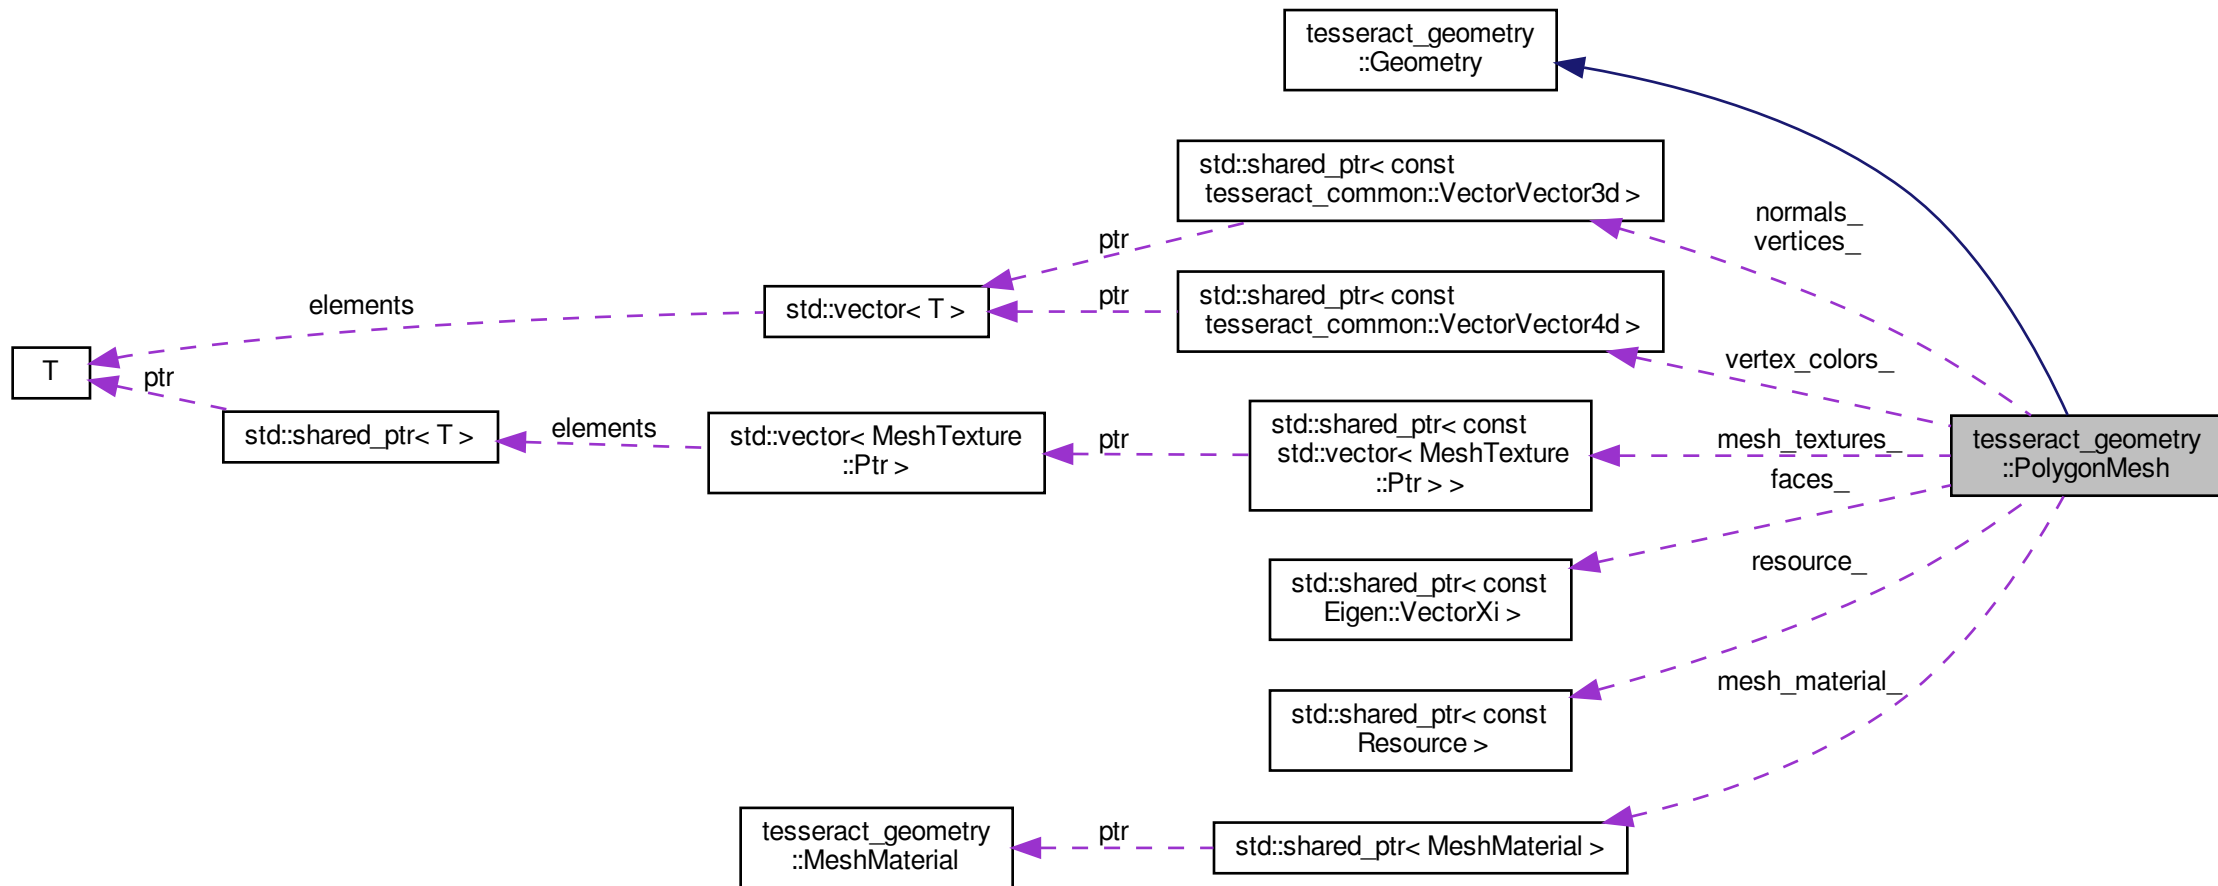 tesseract_geometry
::Geometry
std::shared_ptr< const
tesseract_common::VectorVector3d >
normals_
vertices_
ptr
std::shared_ptr< const
tesseract_common::VectorVector4d >
ptr
elements
std::vector< T >
vertex_colors_
T
ptr
std::shared_ptr< T >
elements
std::vector< MeshTexture
::Ptr >
ptr
std::shared_ptr< const
std::vector< MeshTexture
::Ptr > >
mesh_textures_
tesseract_geometry
::PolygonMesh
faces_
std::shared_ptr< const
Eigen::VectorXi >
resource_
std::shared_ptr< const
Resource >
mesh_material_
tesseract_geometry
::MeshMaterial
ptr
std::shared_ptr< MeshMaterial >